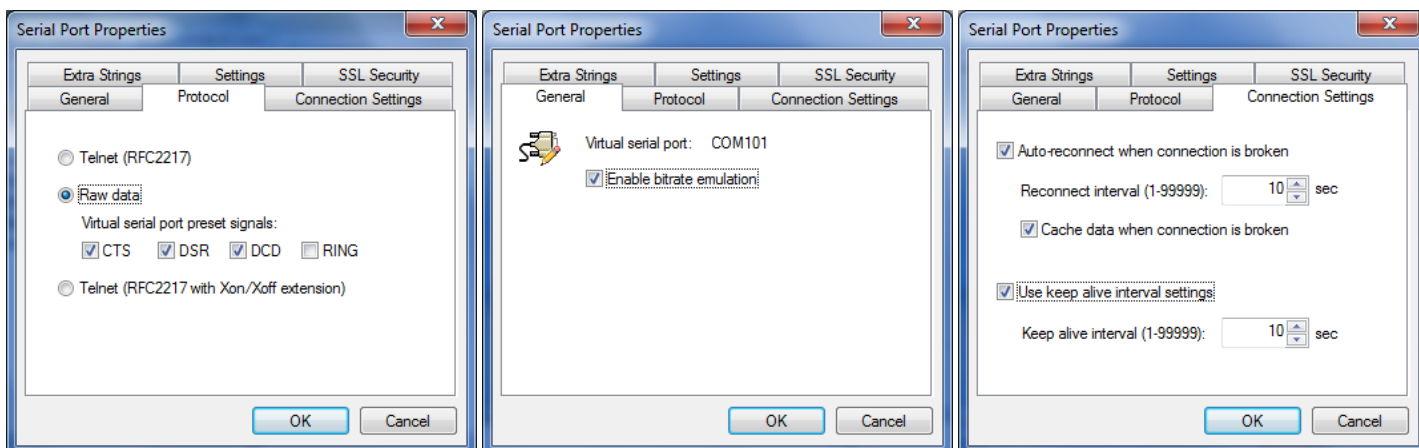 Serial Port Properties
Extra Strings Settings SSL Security
General Protocol Connection Settings
Telnet (RFC2217)
Raw data
Virtual serial port preset signals:
CTS DSR DCD RING
Telnet (RFC2217 with Xon/Xoff extension)
OK Cancel
Serial Port Properties
Extra Strings Settings SSL Security
General Protocol Connection Settings
Virtual serial port: COM101
Enable bitrate emulation
OK Cancel
Serial Port Properties
Extra Strings Settings SSL Security
General Protocol Connection Settings
Auto-reconnect when connection is broken
Reconnect interval (1-99999): 10 sec
Cache data when connection is broken
Use keep alive interval settings
Keep alive interval (1-99999): 10 sec
OK Cancel